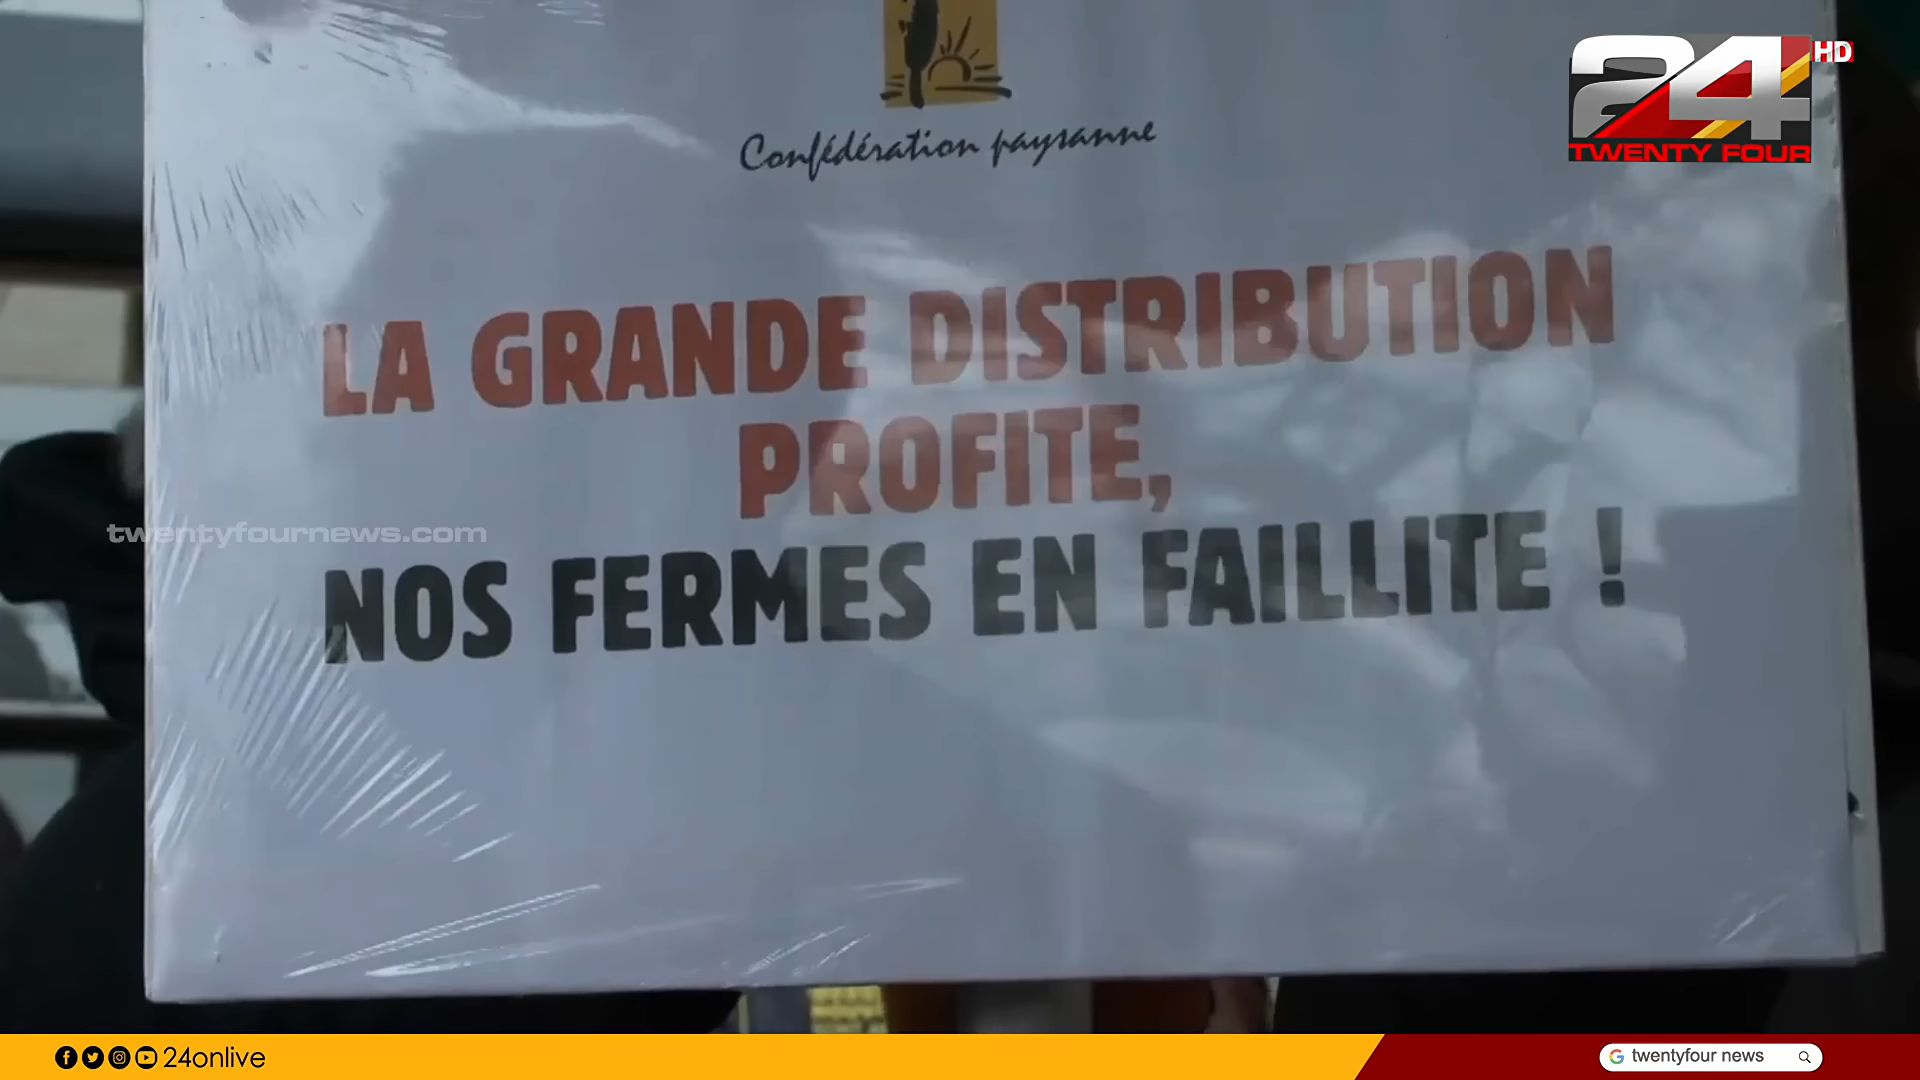 24 HD
TWENTY FOUR
Confédération paysanne
LA GRANDE DISTRIBUTION
PROFITE,
twentyfournews.com
NOS FERMES EN FAILLITE !
24onlive
twentyfour news